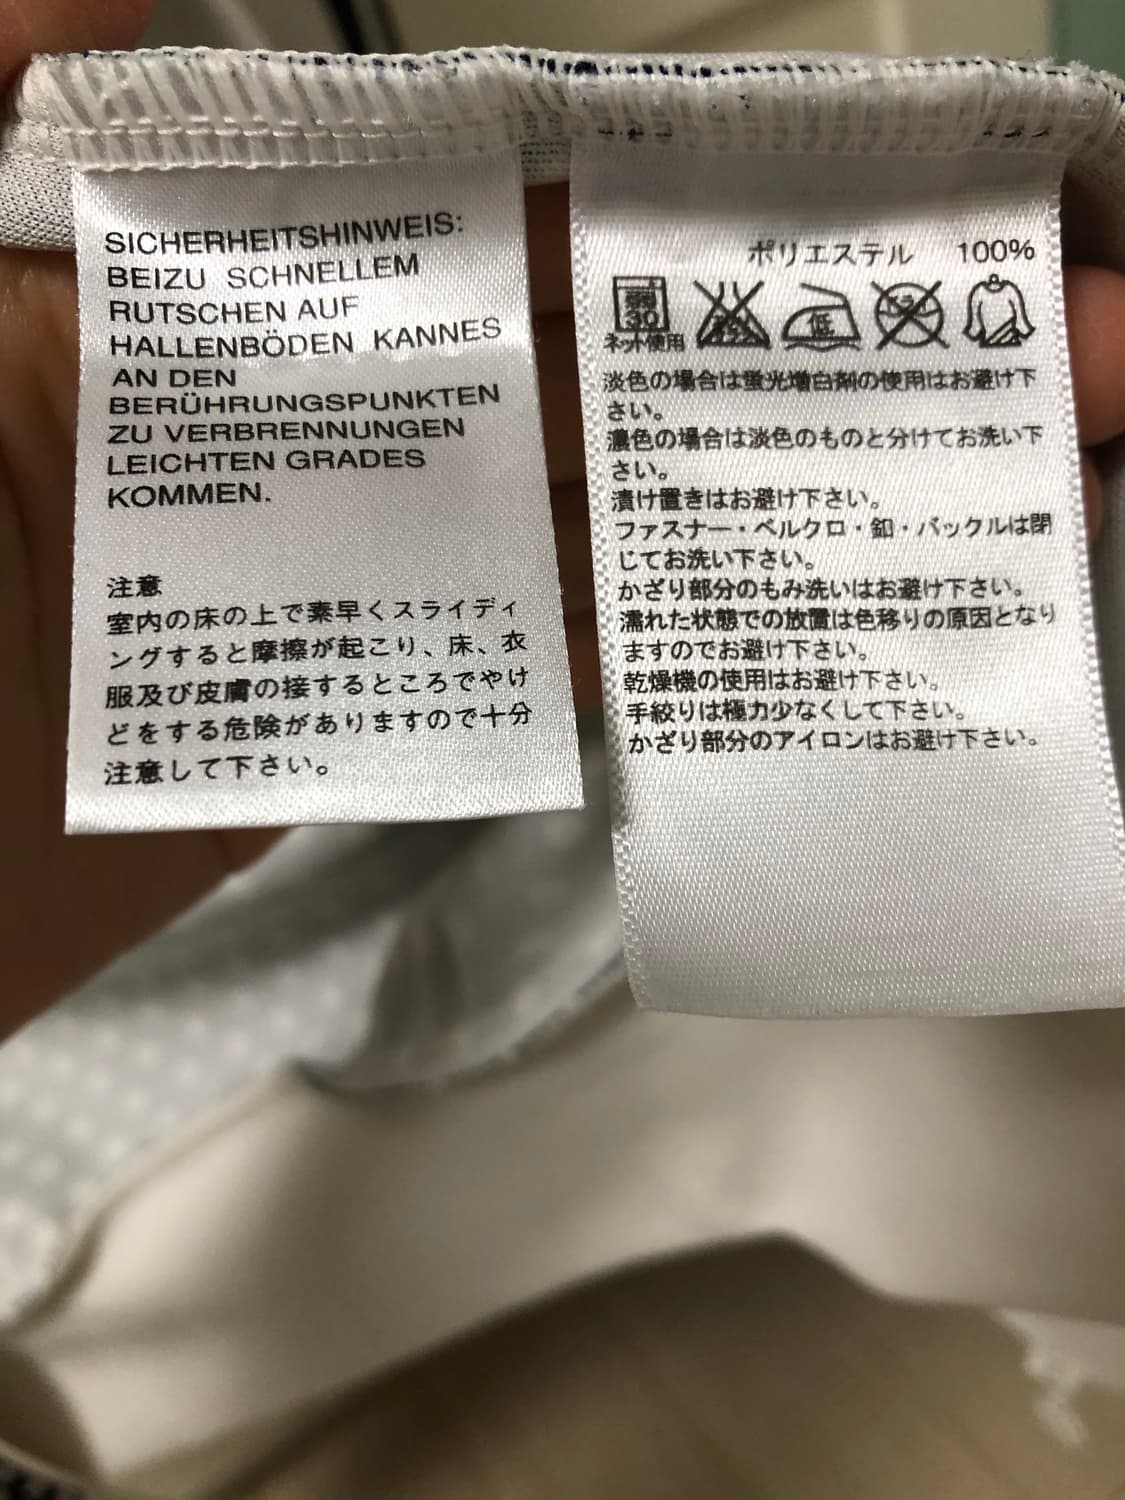 SICHERHEITSHINWEIS:
BEIZU SCHNELLEM
RUTSCHEN AUF
HALLENBÖDEN KANNES
AN DEN
BERÜHRUNGSPUNKTEN
ZU VERBRENNUNGEN
LEICHTEN GRADES
KOMMEN.
注意
室内の床の上で素早くスライディ
ングすると摩擦が起こり、床、衣
服及び皮膚の接するところでやけ
どをする危険がありますので十分
注意して下さい。
ポリエステル 100%
弱
30
低
ネット使用
淡色の場合は蛍光増白剤の使用はお避け下
さい。
濃色の場合は淡色のものと分けてお洗い下
さい。
漬け置きはお避け下さい。
ファスナー・ベルクロ・釦・バックルは閉
じてお洗い下さい。
かざり部分のもみ洗いはお避け下さい。
濡れた状態での放置は色移りの原因となり
ますのでお避け下さい。
乾燥機の使用はお避け下さい。
手絞りは極力少なくして下さい。
かざり部分のアイロンはお避け下さい。